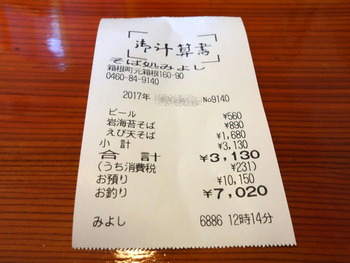 御計算書
そば処みよし
箱根町元箱根160-90
0460-84-9140
2017年 No9140
ビール ¥560
岩海苔そば ¥890
えび天そば ¥1,680
小計 ¥3,130
合計 ¥3,130
(うち消費税 ¥231)
お預り ¥10,150
お釣り ¥7,020
みよし 6886 12時14分